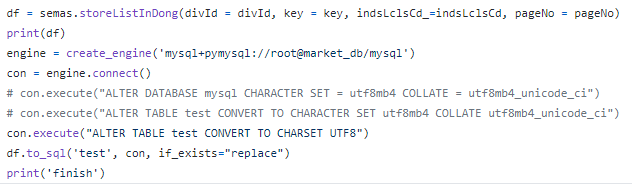 df = semas.storeListInDong(divId = divId, key = key, indsLclsCd_=indsLclsCd, pageNo = pageNo)
print(df)
engine = create_engine('mysql+pymysql://root@market_db/mysql')
con = engine.connect()
# con.execute("ALTER DATABASE mysql CHARACTER SET = utf8mb4 COLLATE = utf8mb4_unicode_ci")
# con.execute("ALTER TABLE test CONVERT TO CHARACTER SET utf8mb4 COLLATE utf8mb4_unicode_ci")
con.execute("ALTER TABLE test CONVERT TO CHARSET UTF8")
df.to_sql('test', con, if_exists="replace")
print('finish')